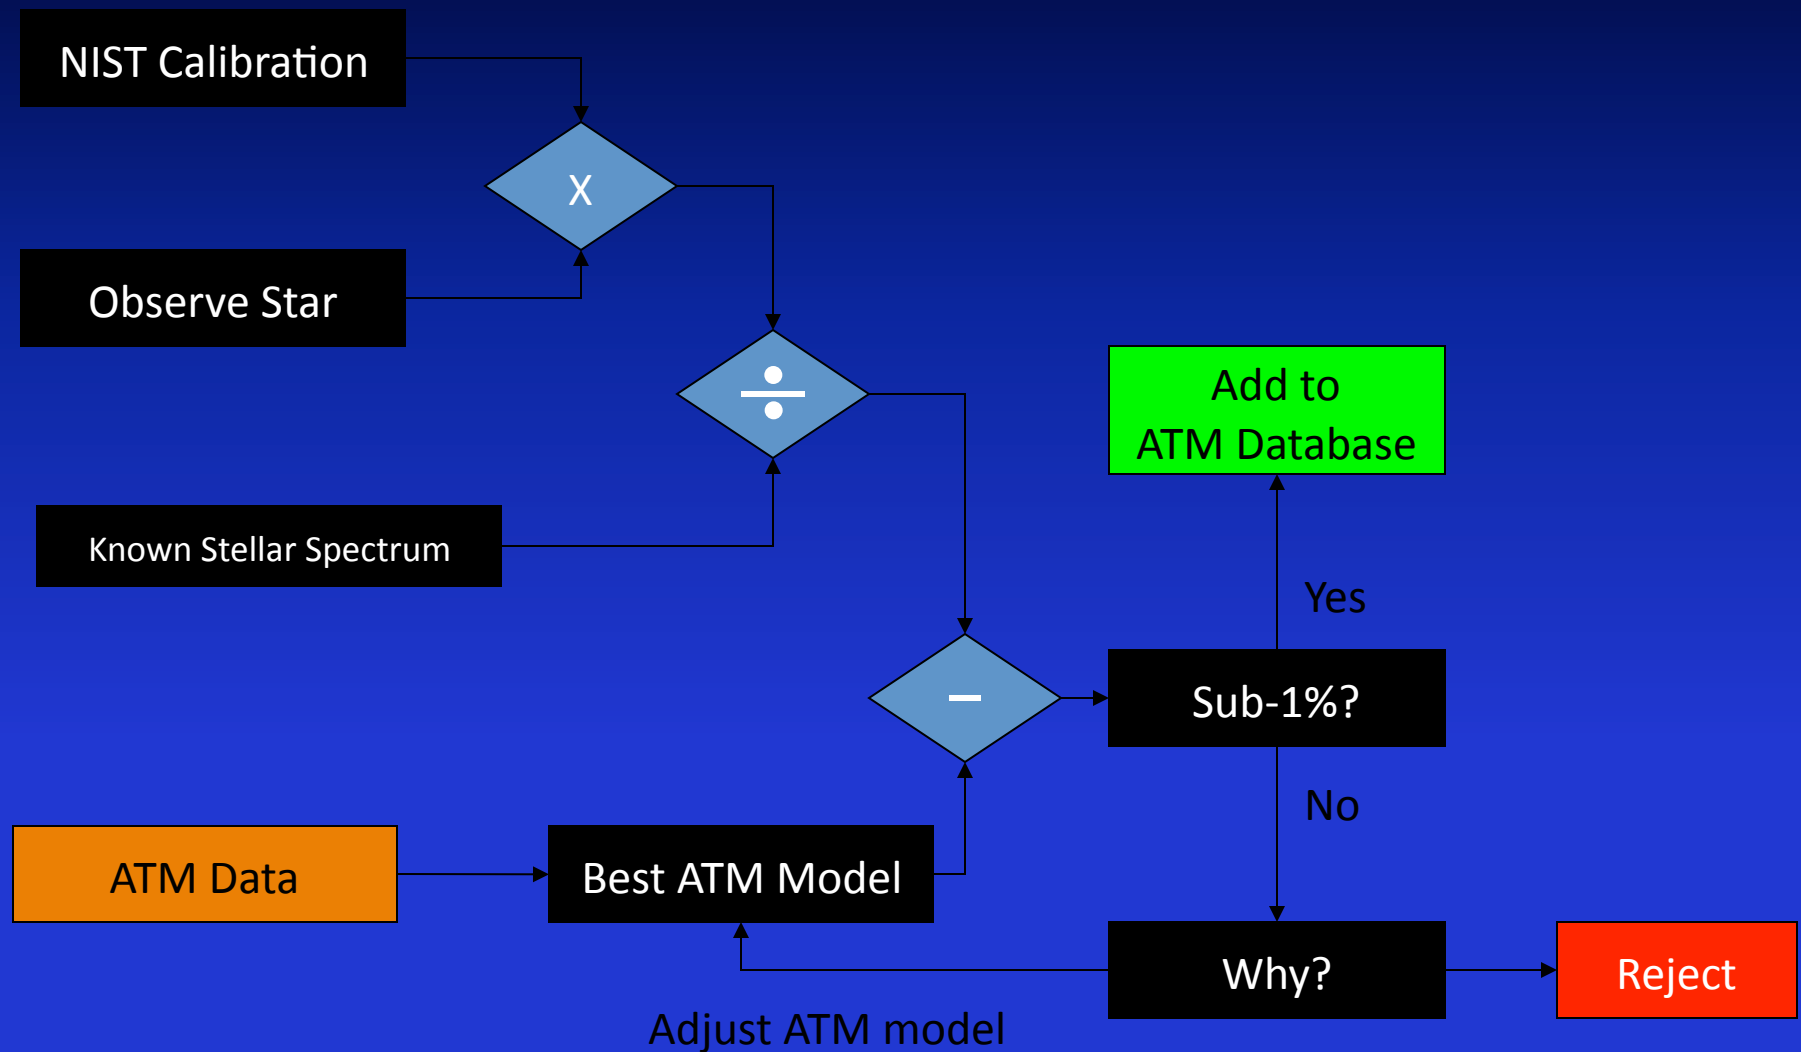 NIST Calibration
X
Observe Star
÷
Add to
ATM Database
Known Stellar Spectrum
Yes
–
Sub-1%?
No
ATM Data
Best ATM Model
Why?
Reject
Adjust ATM model